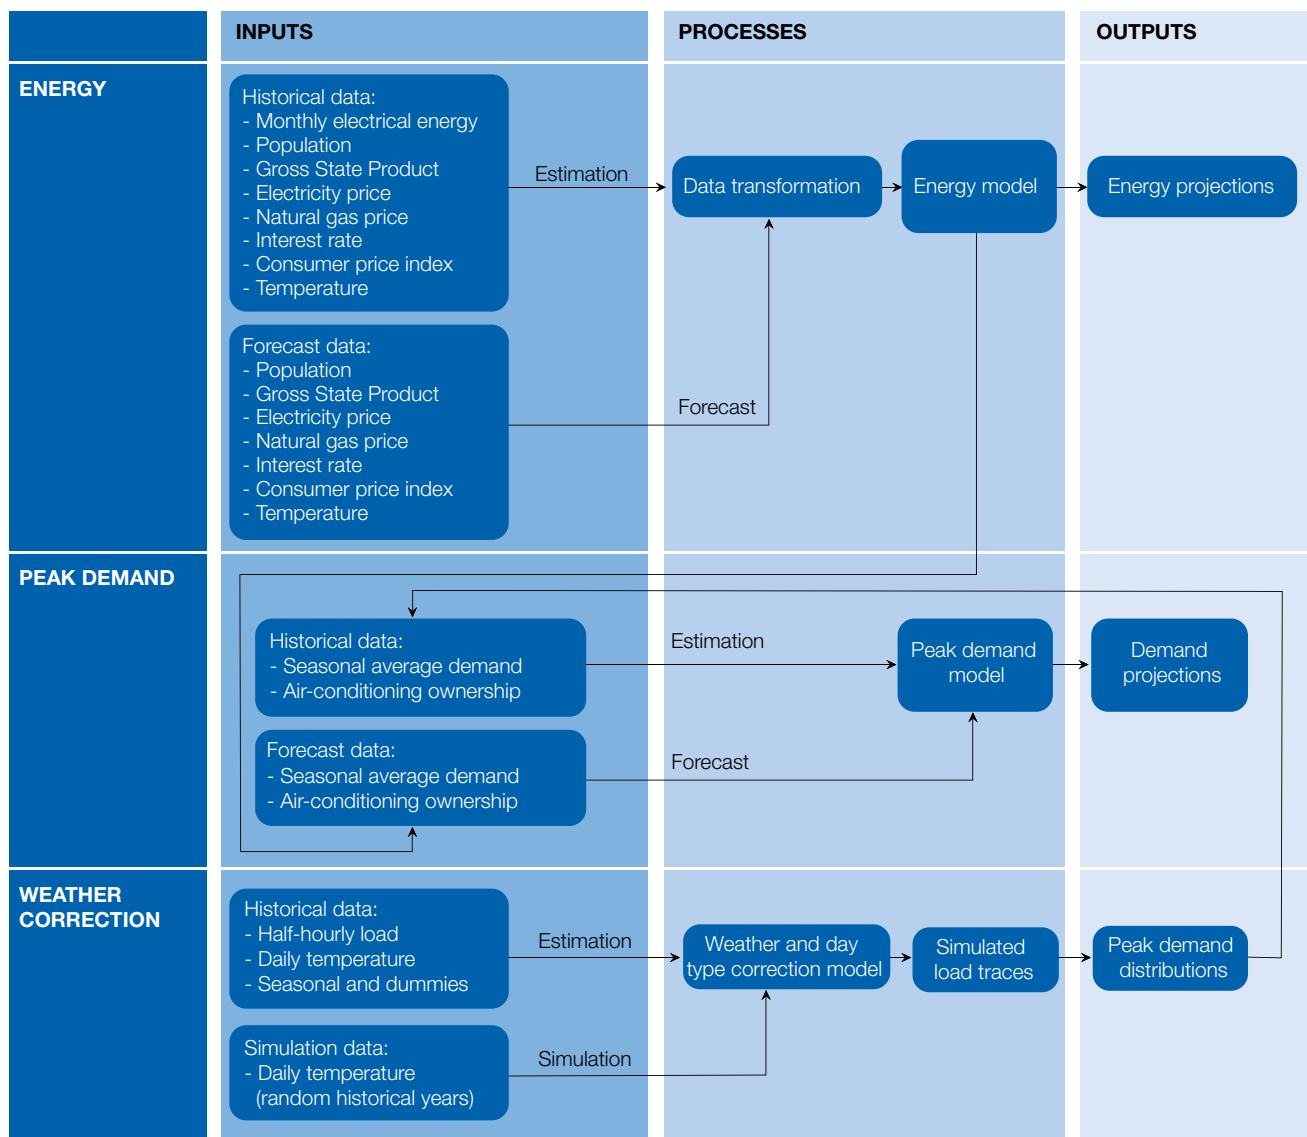 INPUTS
PROCESSES
OUTPUTS
ENERGY
Historical data:
- Monthly electrical energy
- Population
- Gross State Product
- Electricity price
- Natural gas price
- Interest rate
- Consumer price index
- Temperature
Estimation
Data transformation
Energy model
Energy projections
Forecast data:
- Population
- Gross State Product
- Electricity price
- Natural gas price
- Interest rate
- Consumer price index
- Temperature
Forecast
PEAK DEMAND
Historical data:
- Seasonal average demand
- Air-conditioning ownership
Estimation
Peak demand
model
Demand
projections
Forecast data:
- Seasonal average demand
- Air-conditioning ownership
Forecast
WEATHER
CORRECTION
Historical data:
- Half-hourly load
- Daily temperature
- Seasonal and dummies
Estimation
Weather and day
type correction model
Simulated
load traces
Peak demand
distributions
Simulation data:
- Daily temperature
(random historical years)
Simulation